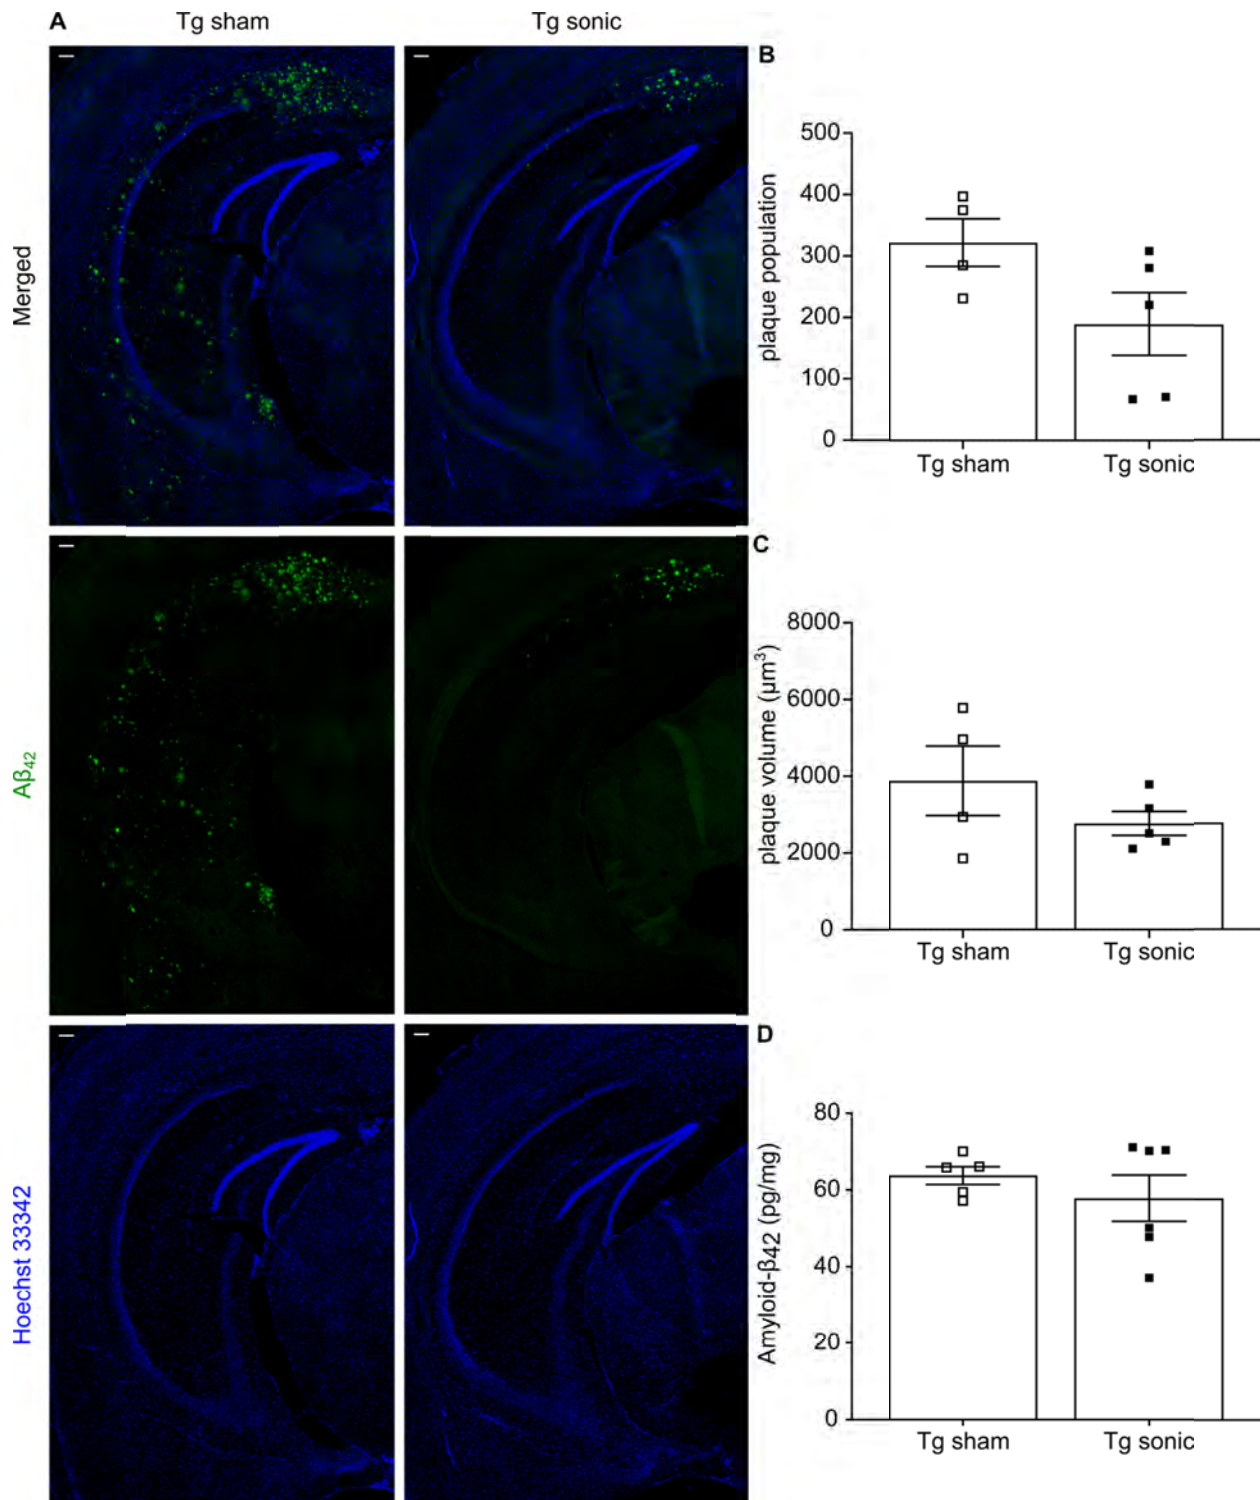 A
Tg sham
Tg sonic
Merged
Aβ42
Hoechst 33342
B
plaque population
500
400
300
200
100
0
Tg sham
Tg sonic
C
plaque volume (µm³)
8000
6000
4000
2000
0
Tg sham
Tg sonic
D
Amyloid-β42 (pg/mg)
80
60
40
20
0
Tg sham
Tg sonic